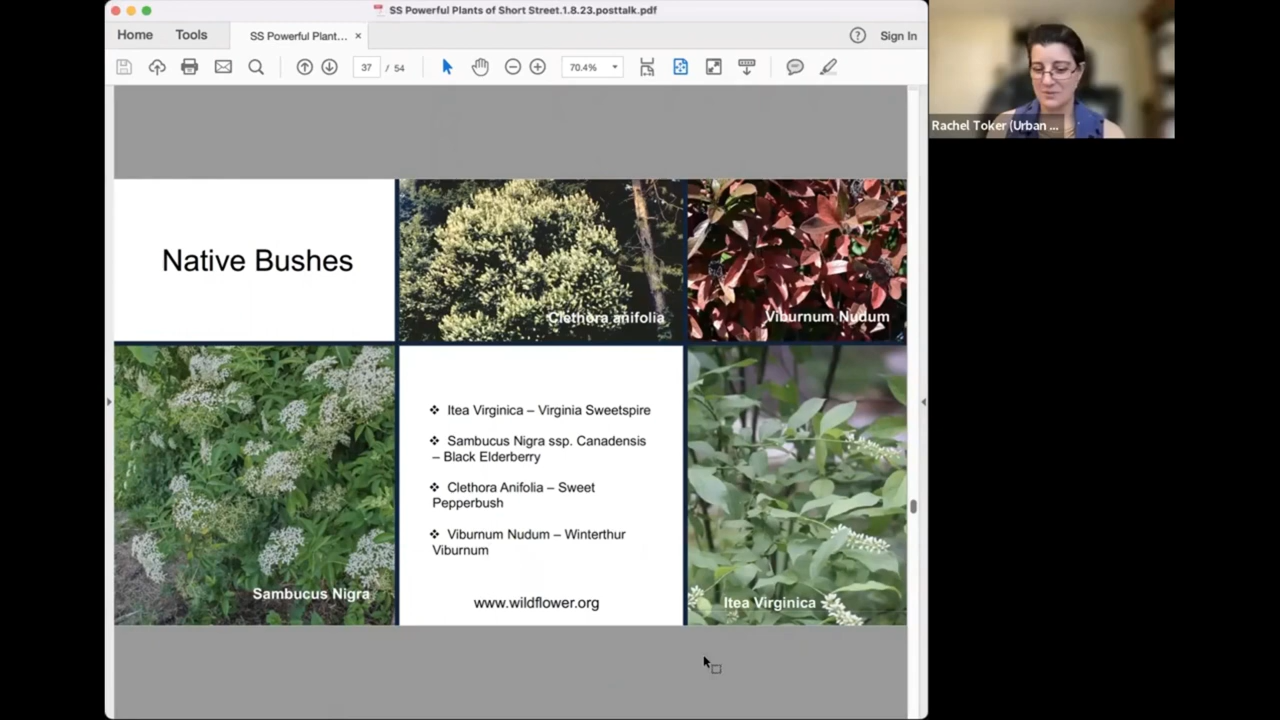 SS Powerful Plants of Short Street.1.8.23.posttalk.pdf
Home
Tools
SS Powerful Plant... ×
Sign In
37 / 54
70.4%
Rachel Toker (Urban ...
Native Bushes
Clethora anifolia
Viburnum Nudum
Sambucus Nigra
❖ Itea Virginica – Virginia Sweetspire
❖ Sambucus Nigra ssp. Canadensis
– Black Elderberry
❖ Clethora Anifolia – Sweet
Pepperbush
❖ Viburnum Nudum – Winterthur
Viburnum
www.wildflower.org
Itea Virginica